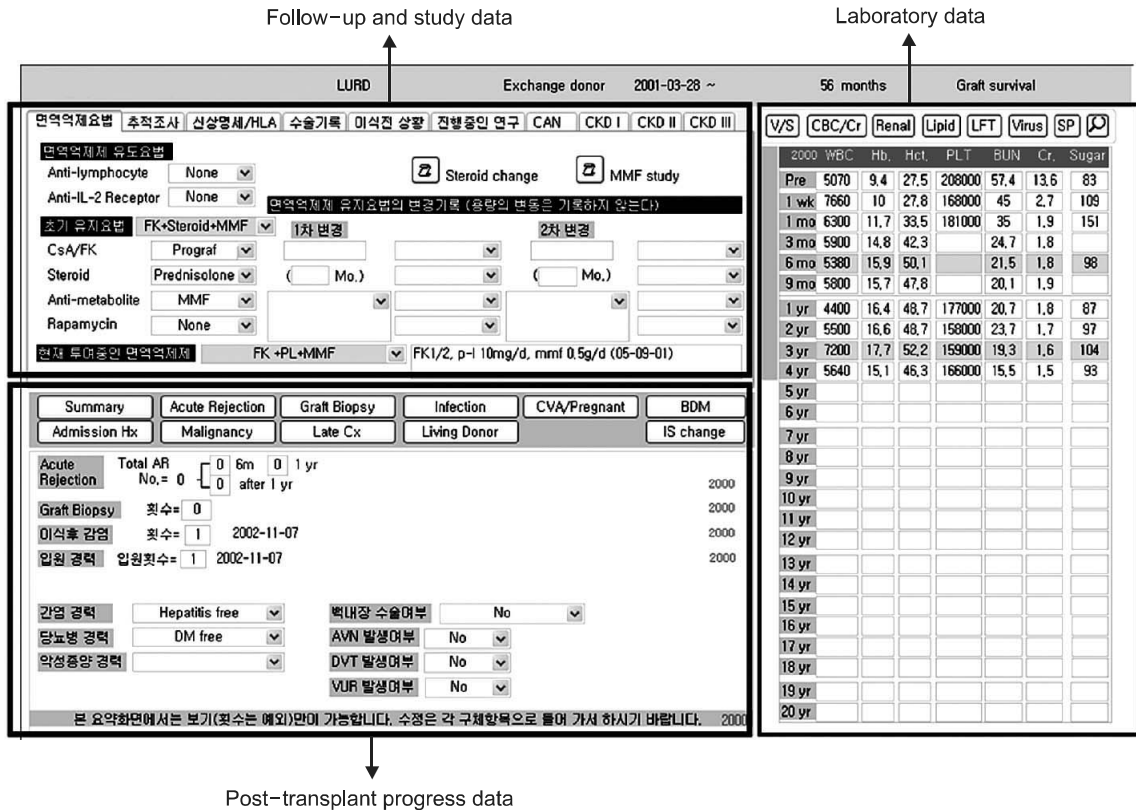 Follow-up and study data
Laboratory data
LURD Exchange donor 2001-03-28 ~ 56 months Graft survival
면역억제요법 추적조사 신상명세/HLA 수술기록 이식전 상황 진행중인 연구 CAN CKD I CKD II CKD III
면역억제제 유도요법
Anti-lymphocyte None
Steroid change MMF study
Anti-IL-2 Receptor None
면역억제제 유지요법의 변경기록 (용량의 변동은 기록하지 않는다)
초기 유지요법 FK+Steroid+MMF 1차 변경 2차 변경
CsA/FK Prograf
Steroid Prednisolone ( Mo.) ( Mo.)
Anti-metabolite MMF
Rapamycin None
현재 투여중인 면역억제제 FK +PL+MMF FK1/2, p-l 10mg/d, mmf 0.5g/d (05-09-01)
V/S CBC/Cr Renal Lipid LFT Virus SP
2000 WBC Hb. Hct. PLT BUN Cr. Sugar
Pre 5070 9.4 27.5 208000 57.4 13.6 83
1 wk 7660 10 27.8 168000 45 2.7 109
1 mo 6300 11.7 33.5 181000 35 1.9 151
3 mo 5900 14.8 42.3 24.7 1.8
6 mo 5380 15.9 50.1 21.5 1.8 98
9 mo 5800 15.7 47.8 20.1 1.9
1 yr 4400 16.4 48.7 177000 20.7 1.8 87
2 yr 5500 16.6 48.7 158000 23.7 1.7 97
3 yr 7200 17.7 52.2 159000 19.3 1.6 104
4 yr 5640 15.1 46.3 166000 15.5 1.5 93
5 yr
6 yr
7 yr
8 yr
9 yr
10 yr
11 yr
12 yr
13 yr
14 yr
15 yr
16 yr
17 yr
18 yr
19 yr
20 yr
Summary Acute Rejection Graft Biopsy Infection CVA/Pregnant BDM
Admission Hx Malignancy Late Cx Living Donor IS change
Acute Rejection Total AR No.= 0 0 6m 0 1 yr
0 after 1 yr 2000
Graft Biopsy 횟수= 0 2000
이식후 감염 횟수= 1 2002-11-07 2000
입원 경력 입원횟수= 1 2002-11-07 2000
간염 경력 Hepatitis free 백내장 수술여부 No
당뇨병 경력 DM free AVN 발생여부 No
악성종양 경력 DVT 발생여부 No
VUR 발생여부 No
본 요약화면에서는 보기(횟수는 예외)만이 가능합니다. 수정은 각 구체항목으로 들어 가서 하시기 바랍니다. 2000
Post-transplant progress data